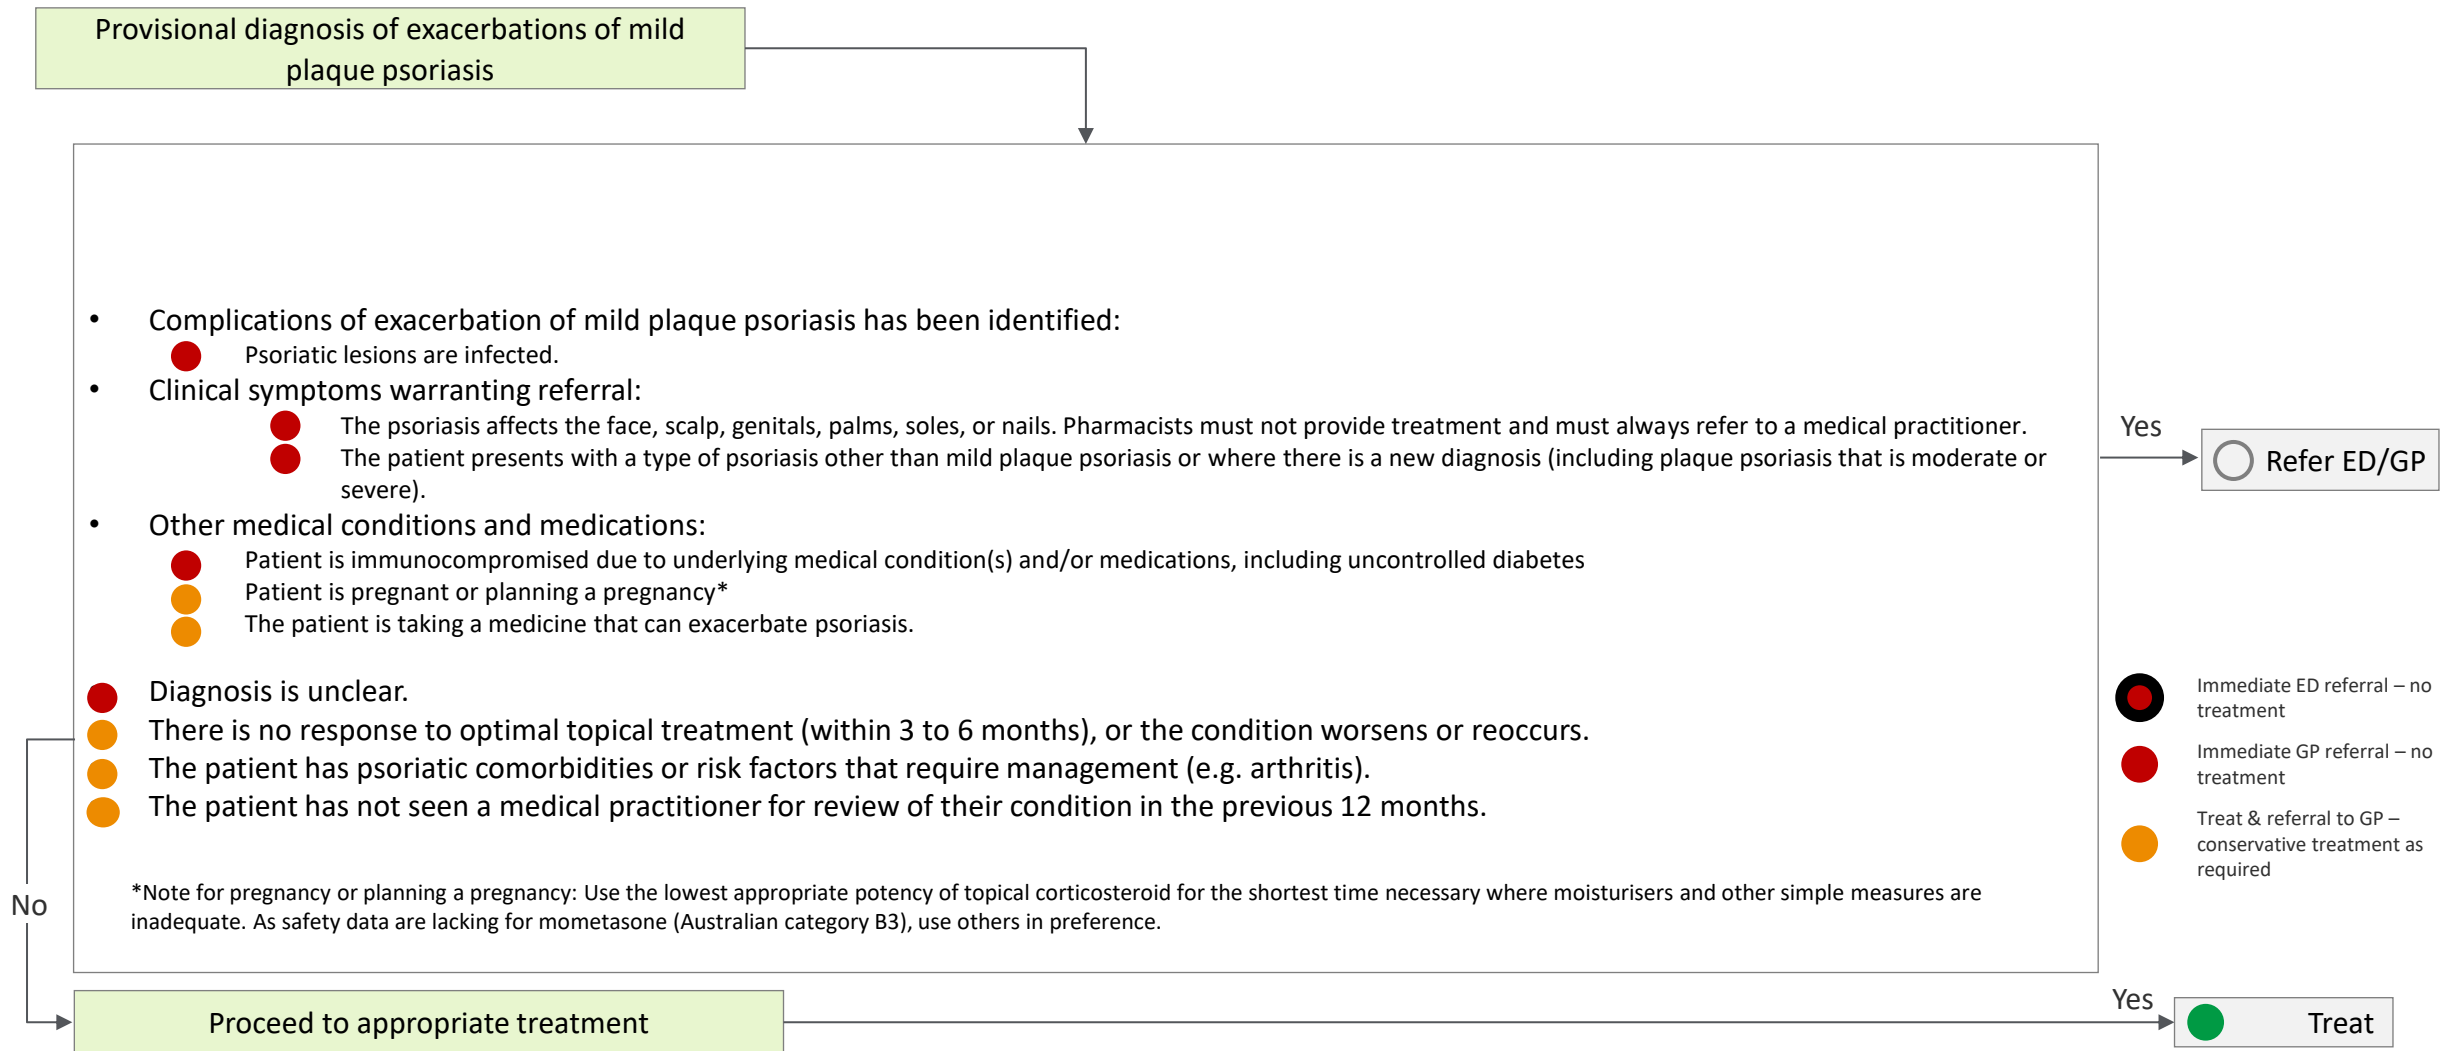 Provisional diagnosis of exacerbations of mild
plaque psoriasis
• Complications of exacerbation of mild plaque psoriasis has been identified:
Psoriatic lesions are infected.
• Clinical symptoms warranting referral:
The psoriasis affects the face, scalp, genitals, palms, soles, or nails. Pharmacists must not provide treatment and must always refer to a medical practitioner.
The patient presents with a type of psoriasis other than mild plaque psoriasis or where there is a new diagnosis (including plaque psoriasis that is moderate or
severe).
• Other medical conditions and medications:
Patient is immunocompromised due to underlying medical condition(s) and/or medications, including uncontrolled diabetes
Patient is pregnant or planning a pregnancy*
The patient is taking a medicine that can exacerbate psoriasis.
Diagnosis is unclear.
There is no response to optimal topical treatment (within 3 to 6 months), or the condition worsens or reoccurs.
The patient has psoriatic comorbidities or risk factors that require management (e.g. arthritis).
The patient has not seen a medical practitioner for review of their condition in the previous 12 months.
*Note for pregnancy or planning a pregnancy: Use the lowest appropriate potency of topical corticosteroid for the shortest time necessary where moisturisers and other simple measures are
inadequate. As safety data are lacking for mometasone (Australian category B3), use others in preference.
Yes
Refer ED/GP
Immediate ED referral – no
treatment
Immediate GP referral – no
treatment
Treat & referral to GP –
conservative treatment as
required
No
Proceed to appropriate treatment
Yes
Treat